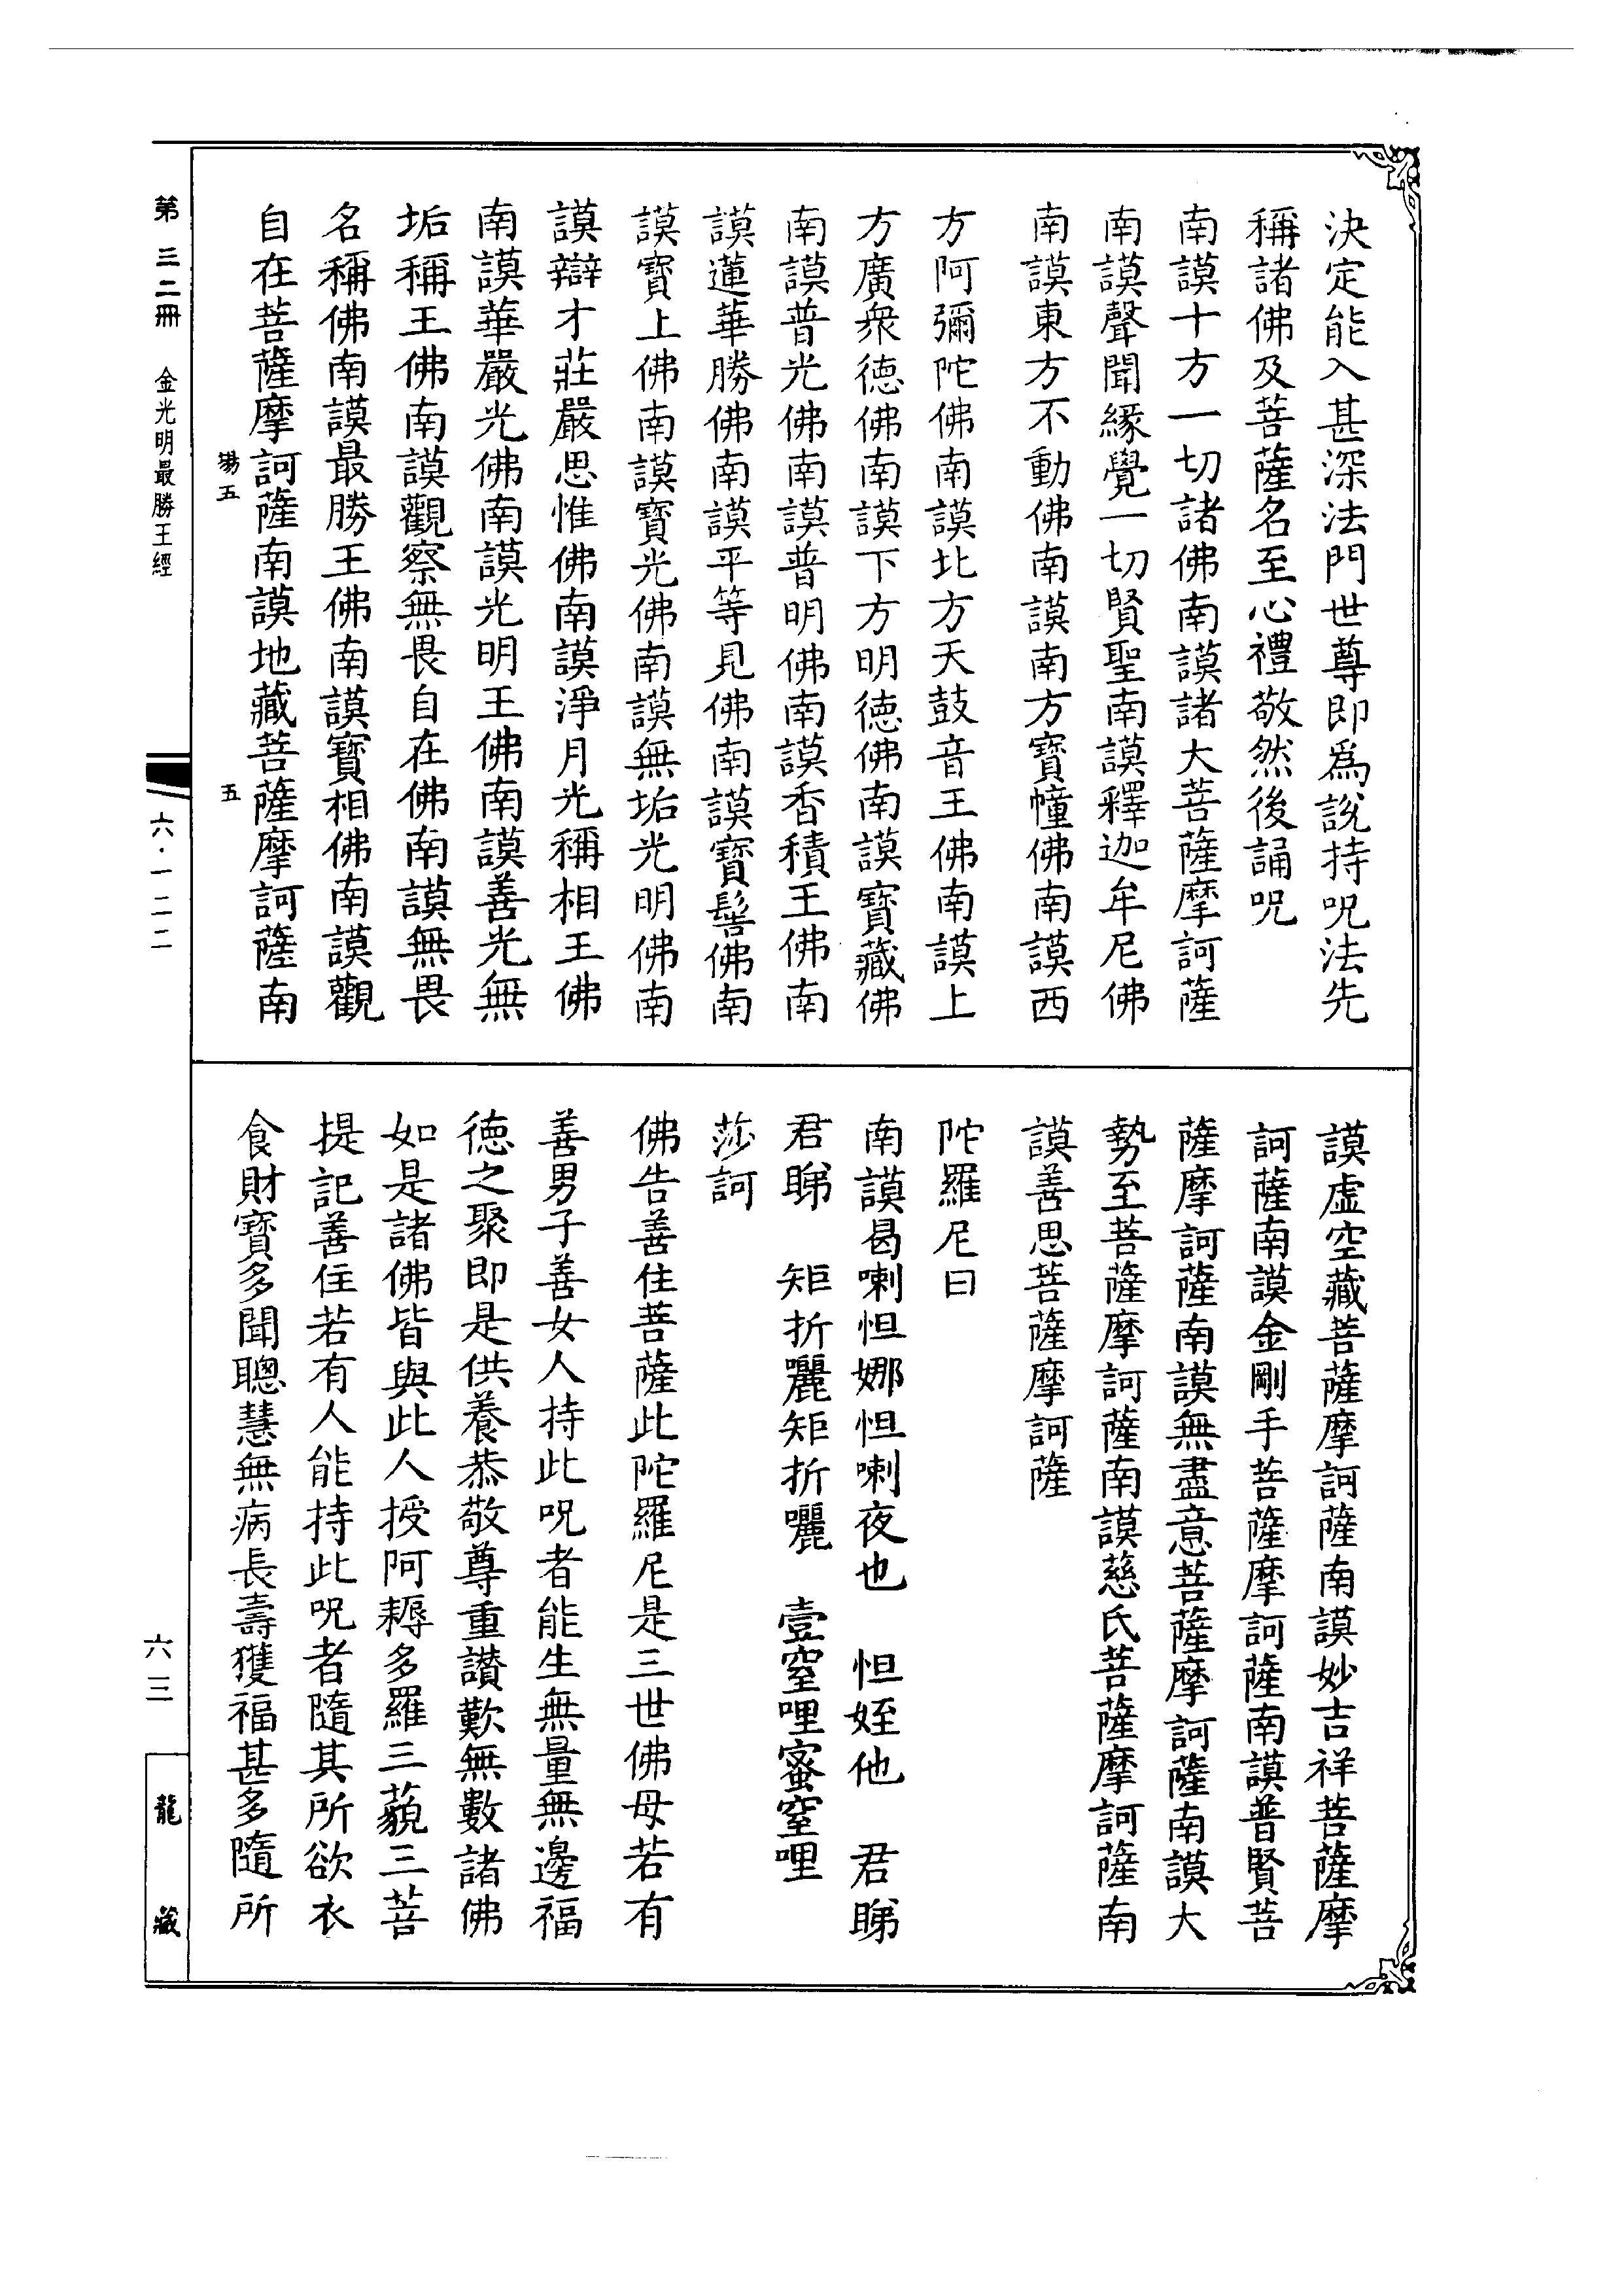 決定能入甚深法門世尊即為說持呪法先
稱諸佛及菩薩名至心禮敬然後誦呪
南謨十方一切諸佛南謨諸大菩薩摩訶薩
南謨聲聞緣覺一切賢聖南謨釋迦牟尼佛
南謨東方不動佛南謨南方寶幢佛南謨西
方阿彌陀佛南謨北方天鼓音王佛南謨上
方廣衆德佛南謨下方明德佛南謨寶藏佛
南謨普光佛南謨普明佛南謨香積王佛南
謨蓮華勝佛南謨平等見佛南謨寶髻佛南
謨寶上佛南謨寶光佛南謨無垢光明佛南
謨辯才莊嚴思惟佛南謨淨月光稱相王佛
南謨華嚴光佛南謨光明王佛南謨善光無
垢稱王佛南謨觀察無畏自在佛南謨無畏
名稱佛南謨最勝王佛南謨寶相佛南謨觀
自在菩薩摩訶薩南謨地藏菩薩摩訶薩南
場五
五
謨虛空藏菩薩摩訶薩南謨妙吉祥菩薩摩
訶薩南謨金剛手菩薩摩訶薩南謨普賢菩
薩摩訶薩南謨無盡意菩薩摩訶薩南謨大
勢至菩薩摩訶薩南謨慈氏菩薩摩訶薩南
謨善思菩薩摩訶薩
陀羅尼曰
南謨曷喇怛娜怛喇夜也　怛姪他　君睇
君睇　矩折囇矩折囇　壹窒哩蜜窒哩
莎訶
佛告善住菩薩此陀羅尼是三世佛母若有
善男子善女人持此呪者能生無量無邊福
德之聚即是供養恭敬尊重讚歎無數諸佛
如是諸佛皆與此人授阿耨多羅三藐三菩
提記善住若有人能持此呪者隨其所欲衣
食財寶多聞聰慧無病長壽獲福甚多隨所
第三二冊　金光明最勝王經
六·一二二
六三
龍藏